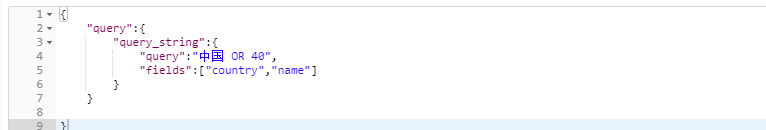 1 {
2 "query":{
3 "query_string":{
4 "query":"中国 OR 40",
5 "fields":["country","name"]
6 }
7 }
8
9 }